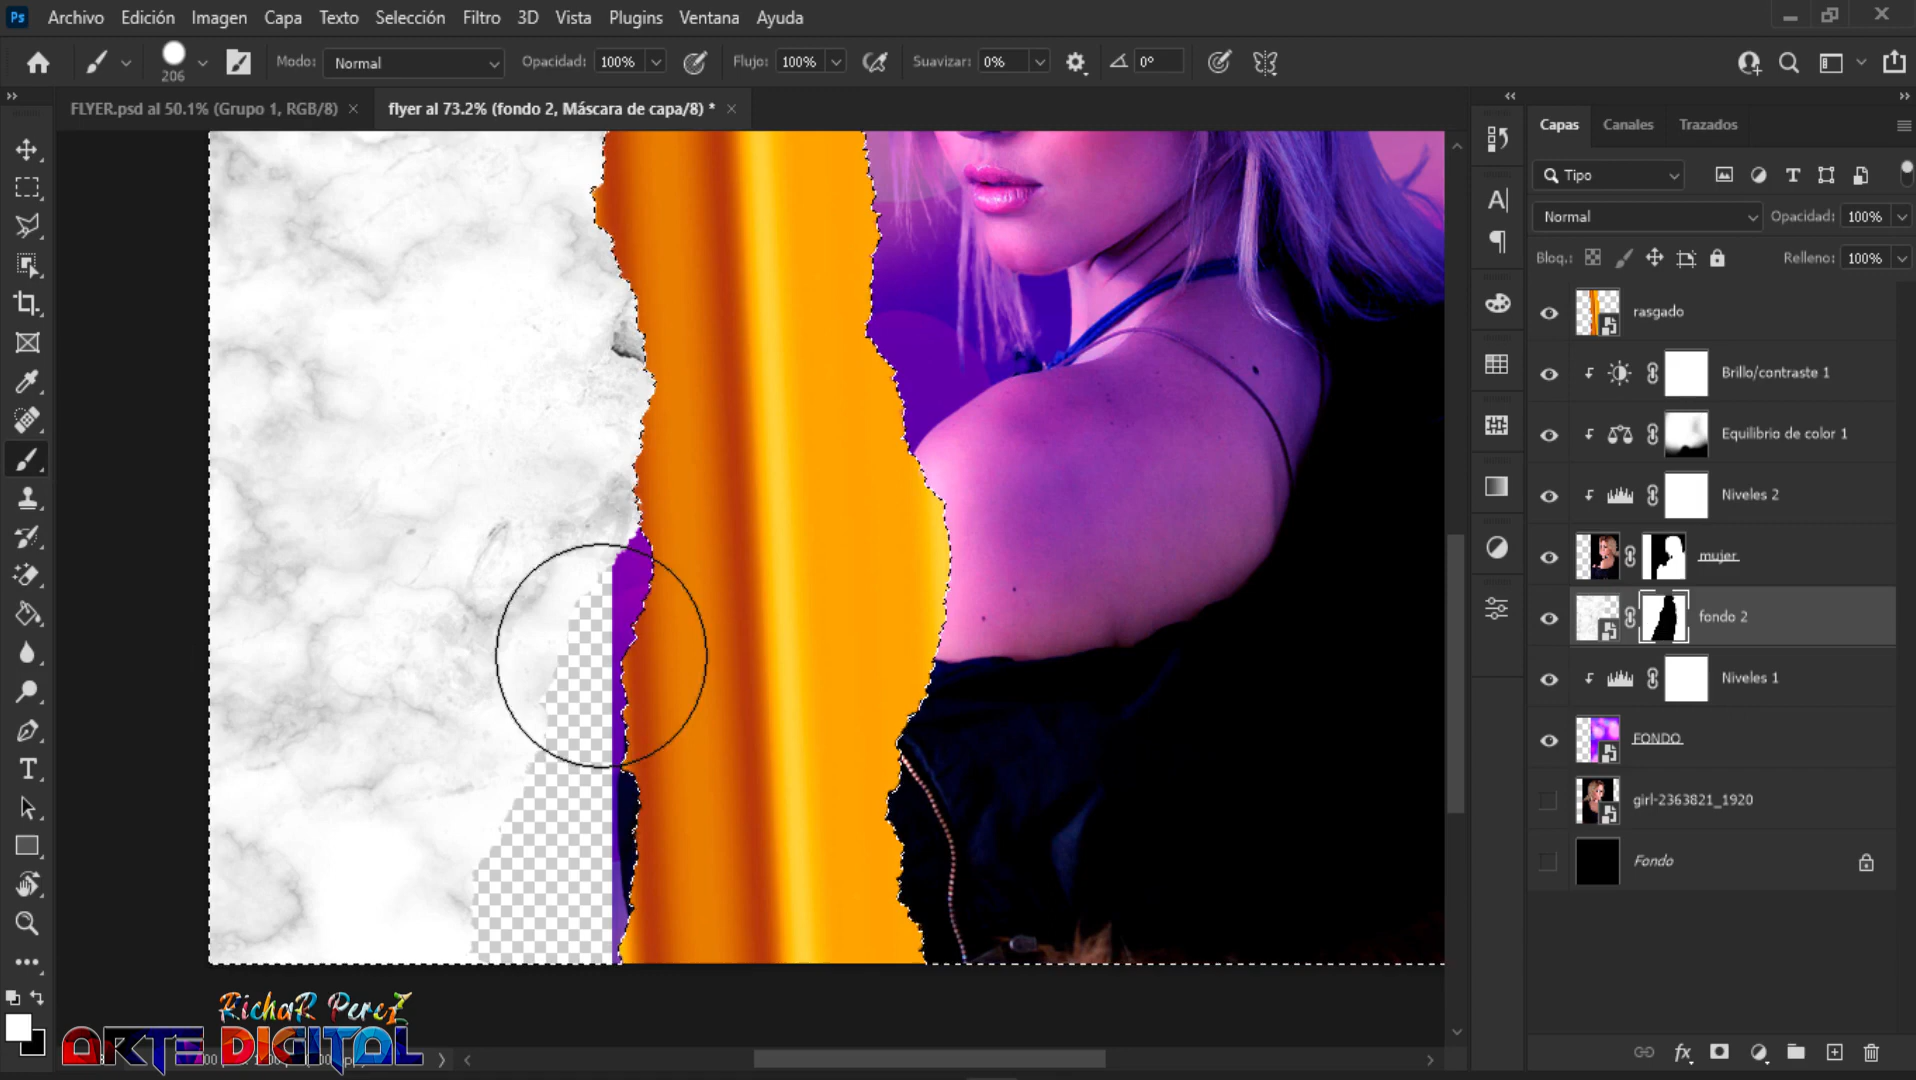 Ps Archivo Edición Imagen Capa Texto Selección Filtro 3D Vista Plugins Ventana Ayuda
206 Modo: Normal Opacidad: 100% Flujo: 100% Suavizar: 0% 0°
FLYER.psd al 50.1% (Grupo 1, RGB/8) flyer al 73.2% (fondo 2, Máscara de capa/8) *
Capas Canales Trazados
Tipo
Normal Opacidad: 100%
Bloq.: Relleno: 100%
rasgado
Brillo/contraste 1
Equilibrio de color 1
Niveles 2
mujer
fondo 2
Niveles 1
FONDO
girl-2363821_1920
Fondo
RichaR PereZ
ARTE DIGITAL